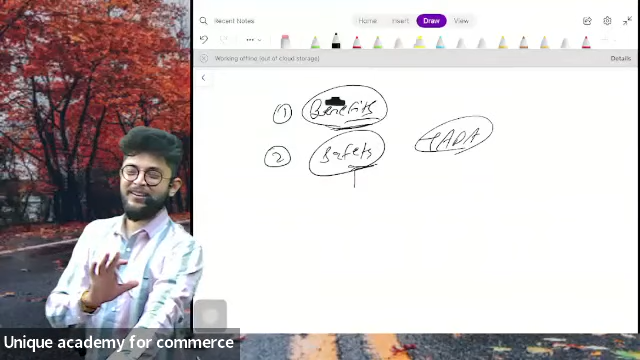 Recent Notes
Home Insert Draw View
Working offline (out of cloud storage) Details
① Benefits
② Safety
TADA
Unique academy for commerce